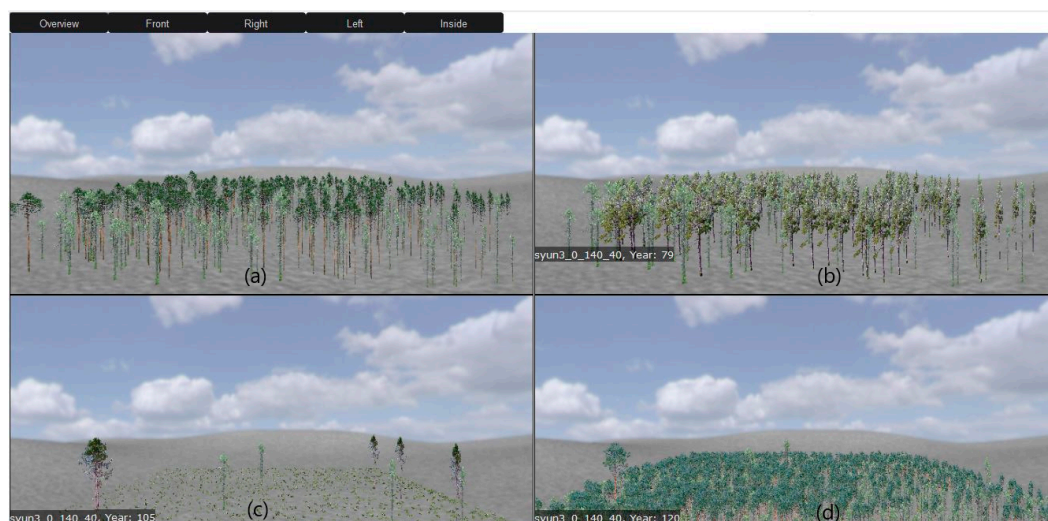 Overview Front Right Left Inside
(a)
(b)
syun3_0_140_40, Year: 79
(c)
(d)
syun3_0_140_40, Year: 105
syun3_0_140_40, Year: 120